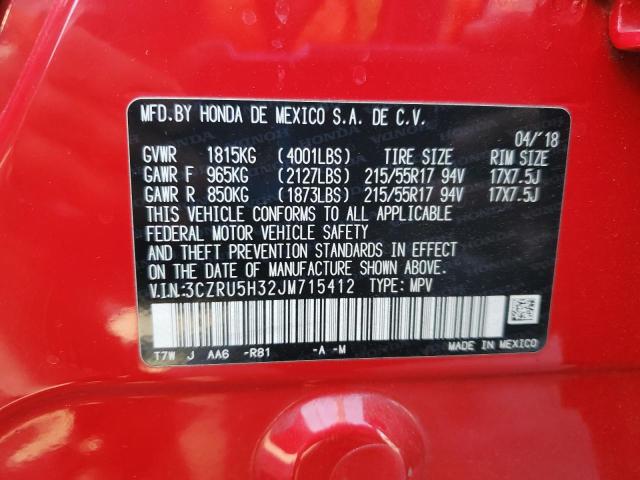 MFD.BY HONDA DE MEXICO S.A. DE C.V.
04/'18
GVWR 1815KG (4001LBS) TIRE SIZE RIM SIZE
GAWR F 965KG (2127LBS) 215/55R17 94V 17X7.5J
GAWR R 850KG (1873LBS) 215/55R17 94V 17X7.5J
THIS VEHICLE CONFORMS TO ALL APPLICABLE
FEDERAL MOTOR VEHICLE SAFETY
AND THEFT PREVENTION STANDARDS IN EFFECT
ON THE DATE OF MANUFACTURE SHOWN ABOVE.
V.I.N:3CZRU5H32JM715412 TYPE: MPV
T7W J AA6 -R81 -A -M MADE IN MEXICO